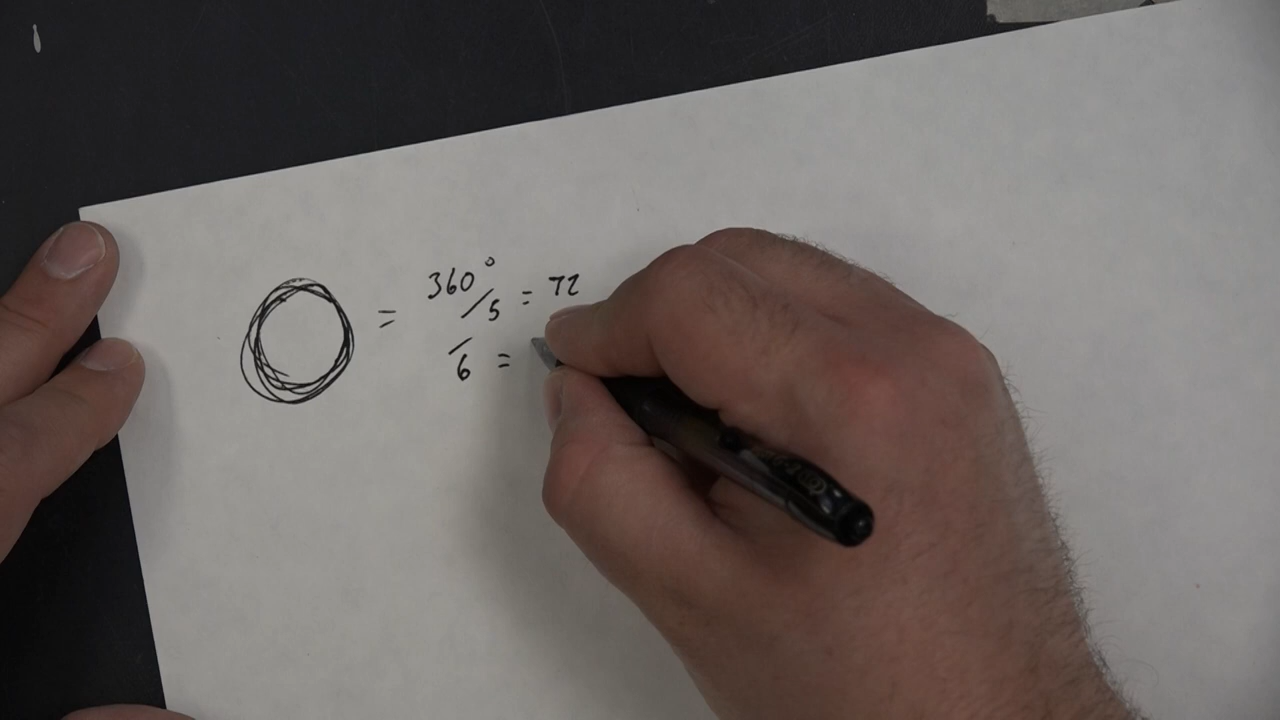 = 360°/5 = 72
/6 =